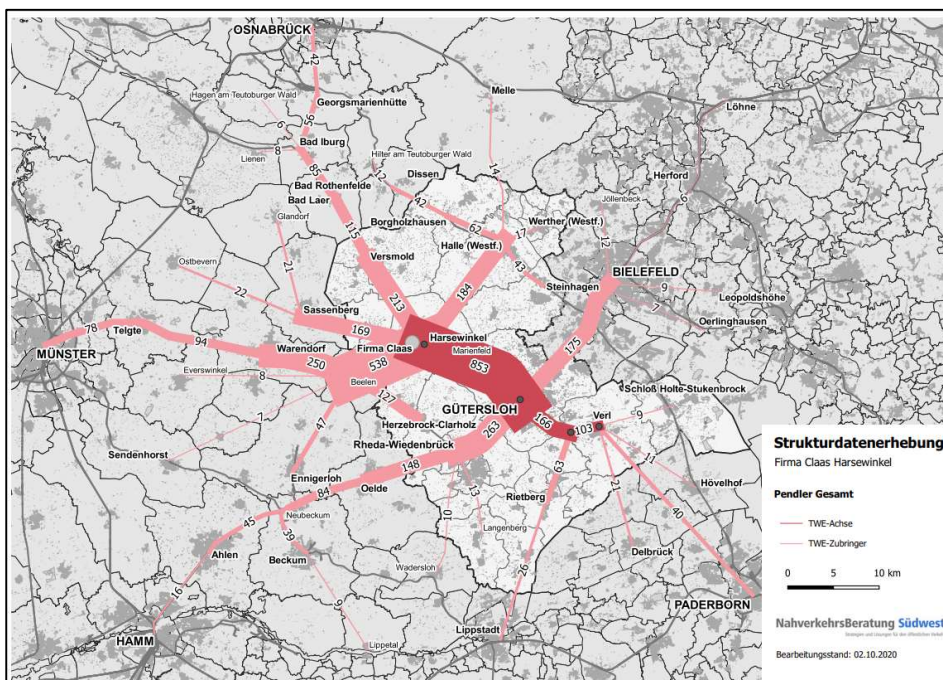 OSNABRÜCK
42
Hagen am Teutoburger Wald
Georgsmarienhütte
56
Melle
Löhne
6
Bad Iburg
8
Lienen
Hilter am Teutoburger Wald
14
Herford
85
12
Dissen
Bad Rothenfelde
42
Jöllenbeck
6
Bad Laer
Glandorf
Borgholzhausen
62
17
Werther (Westf.)
115
12
Halle (Westf.)
Ostbevern
Versmold
43
BIELEFELD
21
Steinhagen
9
22
184
Leopoldshöhe
213
7
Sassenberg
Oerlinghausen
78
Telgte
169
Harsewinkel
175
MÜNSTER
94
Warendorf
Firma Claas
Marienfeld
250
538
853
Everswinkel
8
Beelen
Schloß Holte-Stukenbrock
127
GÜTERSLOH
7
Herzebrock-Clarholz
166
Verl
9
47
263
103
Rheda-Wiedenbrück
Sendenhorst
148
63
11
Ennigerloh
Hövelhof
84
Oelde
13
Rietberg
21
40
Neubeckum
10
45
Langenberg
39
Ahlen
Delbrück
Beckum
Wadersloh
26
16
9
PADERBORN
HAMM
Lippstadt
Lippetal
Strukturdatenerhebung
Firma Claas Harsewinkel
Pendler Gesamt
TWE-Achse
TWE-Zubringer
0 5 10 km
NahverkehrsBeratung Südwest
Bearbeitungsstand: 02.10.2020